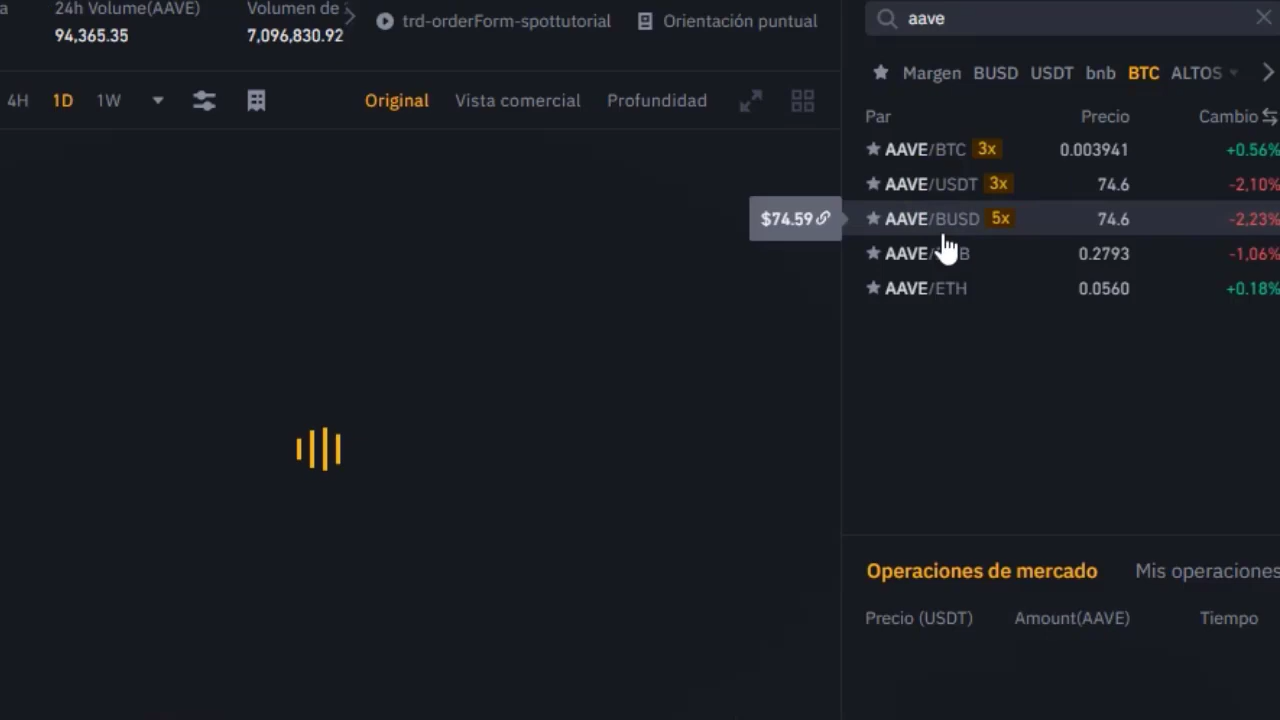 a
24h Volume(AAVE)
94,365.35
Volumen de
7,096,830.92
trd-orderForm-spottutorial
Orientación puntual
4H 1D 1W
Original Vista comercial Profundidad
aave
Margen BUSD USDT bnb BTC ALTOS
Par Precio Cambio
AAVE/BTC 3x 0.003941 +0.56%
AAVE/USDT 3x 74.6 -2,10%
$74.59
AAVE/BUSD 5x 74.6 -2,23%
AAVE/ B 0.2793 -1,06%
AAVE/ETH 0.0560 +0.18%
Operaciones de mercado Mis operaciones
Precio (USDT) Amount(AAVE) Tiempo